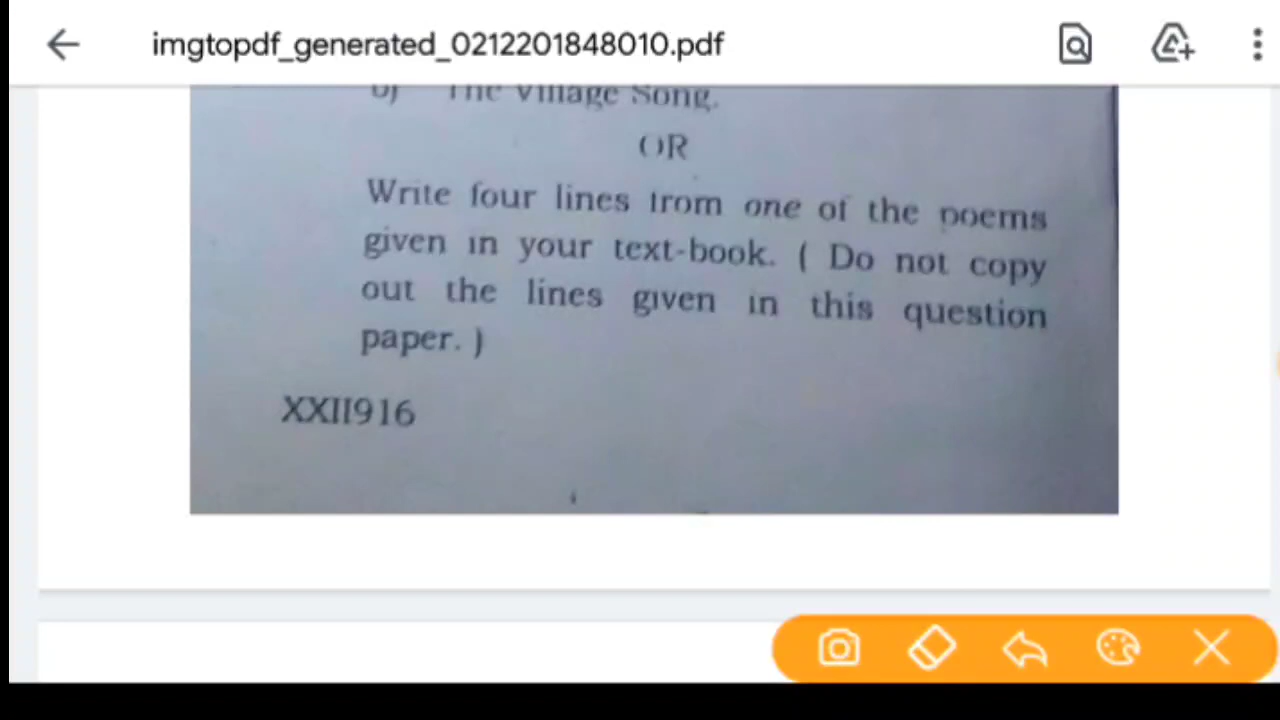 imgtopdf_generated_0212201848010.pdf
b) The Village Song.
OR
Write four lines from one of the poems
given in your text-book. ( Do not copy
out the lines given in this question
paper. )
XXII916